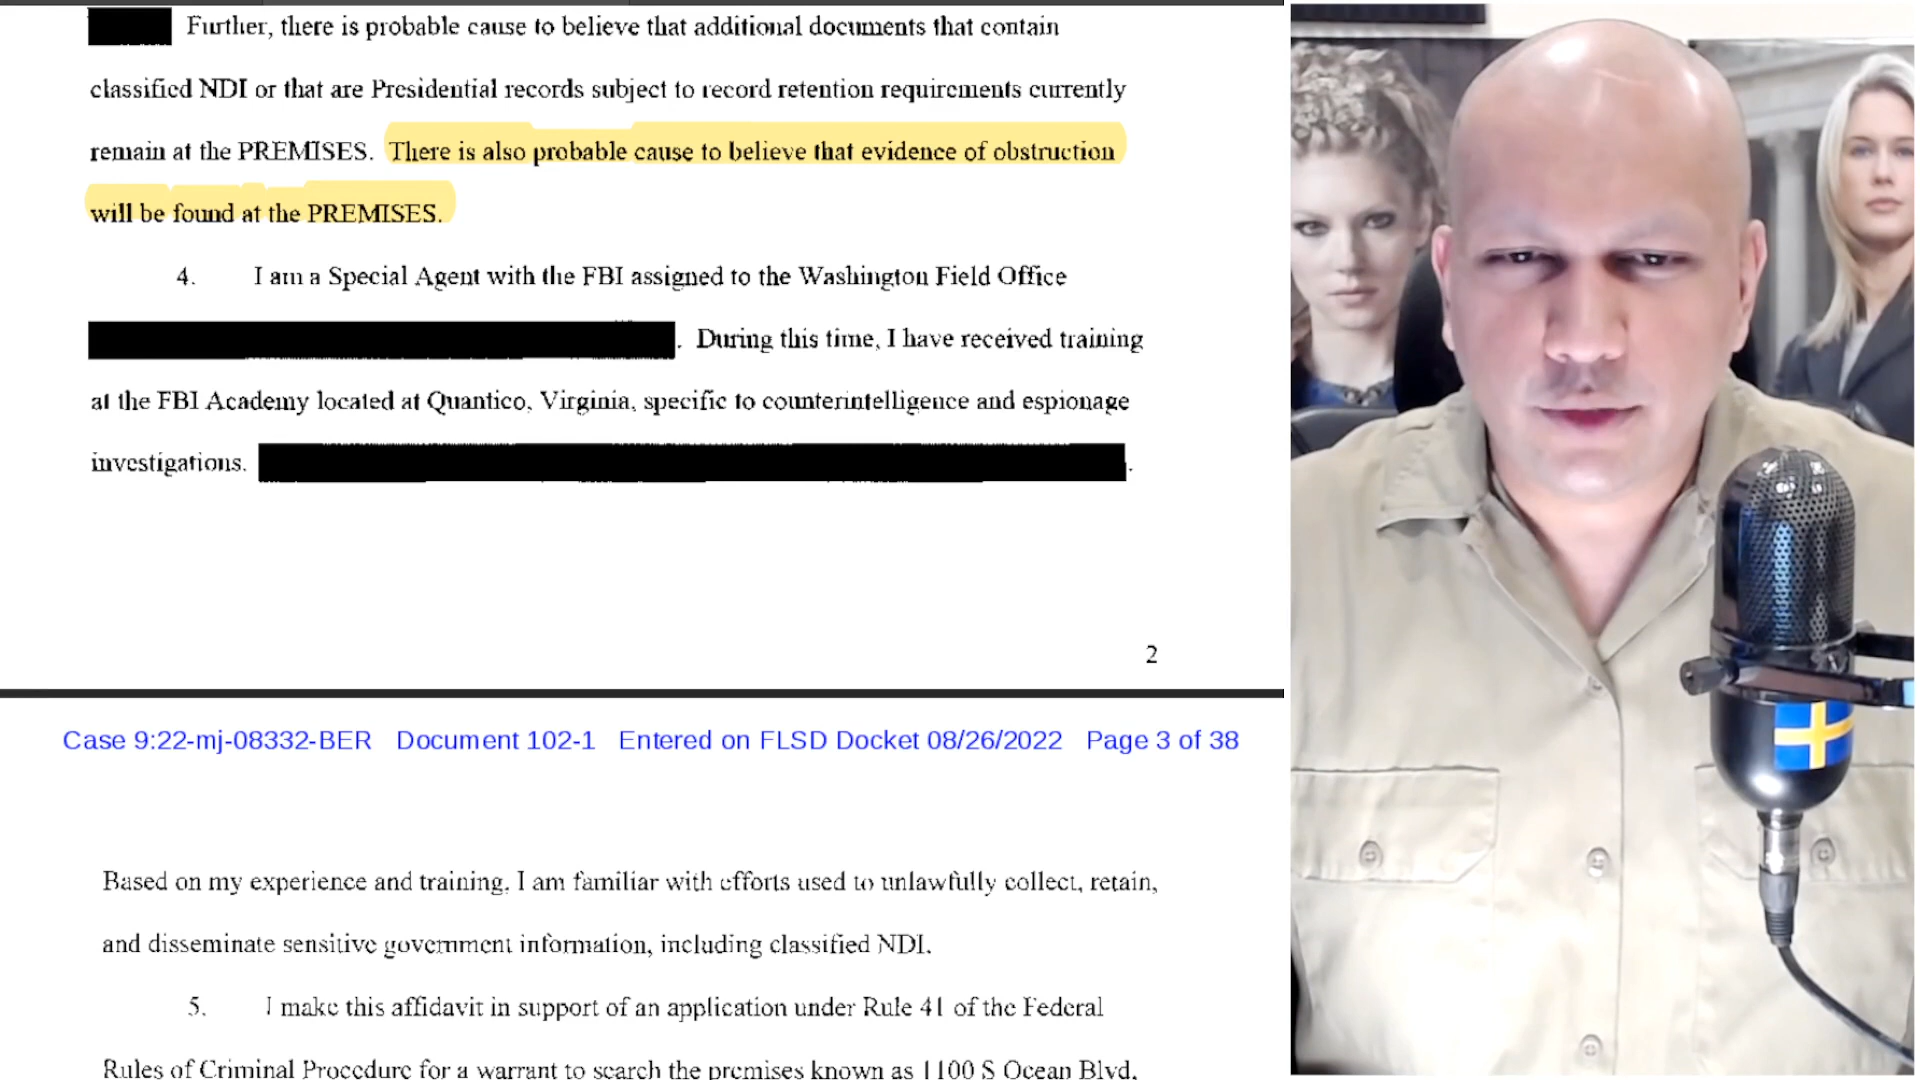 Further, there is probable cause to believe that additional documents that contain
classified NDI or that are Presidential records subject to record retention requirements currently
remain at the PREMISES. There is also probable cause to believe that evidence of obstruction
will be found at the PREMISES.
4. I am a Special Agent with the FBI assigned to the Washington Field Office
. During this time, I have received training
at the FBI Academy located at Quantico, Virginia, specific to counterintelligence and espionage
investigations. .
2
Case 9:22-mj-08332-BER Document 102-1 Entered on FLSD Docket 08/26/2022 Page 3 of 38
Based on my experience and training, I am familiar with efforts used to unlawfully collect, retain,
and disseminate sensitive government information, including classified NDI.
5. I make this affidavit in support of an application under Rule 41 of the Federal
Rules of Criminal Procedure for a warrant to search the premises known as 1100 S Ocean Blvd,